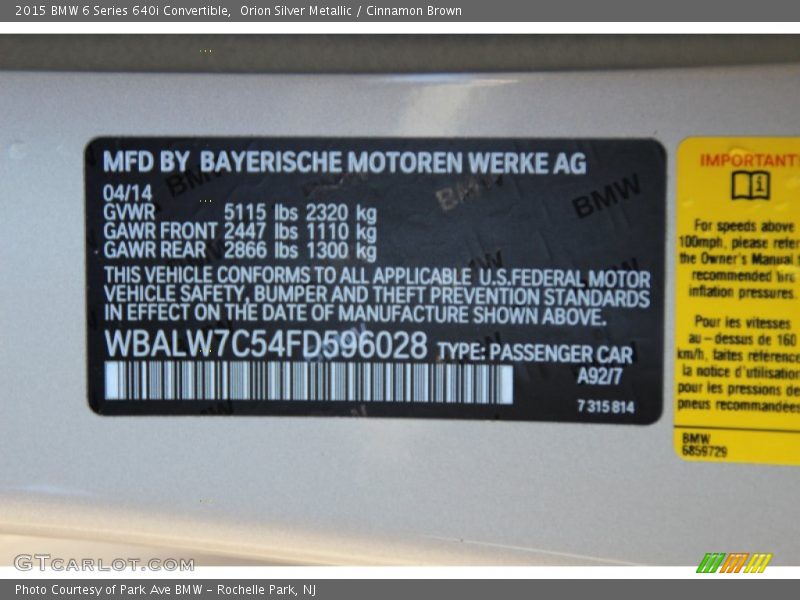 2015 BMW 6 Series 640i Convertible, Orion Silver Metallic / Cinnamon Brown
MFD BY BAYERISCHE MOTOREN WERKE AG
04/14
GVWR 5115 lbs 2320 kg
GAWR FRONT 2447 lbs 1110 kg
GAWR REAR 2866 lbs 1300 kg
THIS VEHICLE CONFORMS TO ALL APPLICABLE U.S.FEDERAL MOTOR
VEHICLE SAFETY, BUMPER AND THEFT PREVENTION STANDARDS
IN EFFECT ON THE DATE OF MANUFACTURE SHOWN ABOVE.
WBALW7C54FD596028 TYPE: PASSENGER CAR
A92/7
7 315 814
BMW
BMW
BMW
IMPORTANT
For speeds above
100mph, please refer
the Owner's Manual
recommended tire
inflation pressures.
Pour les vitesses
au-dessus de 160
km/h, faites référence
la notice d'utilisation
pour les pressions de
pneus recommandées
BMW
6859729
GTCARLOT.COM
Photo Courtesy of Park Ave BMW - Rochelle Park, NJ